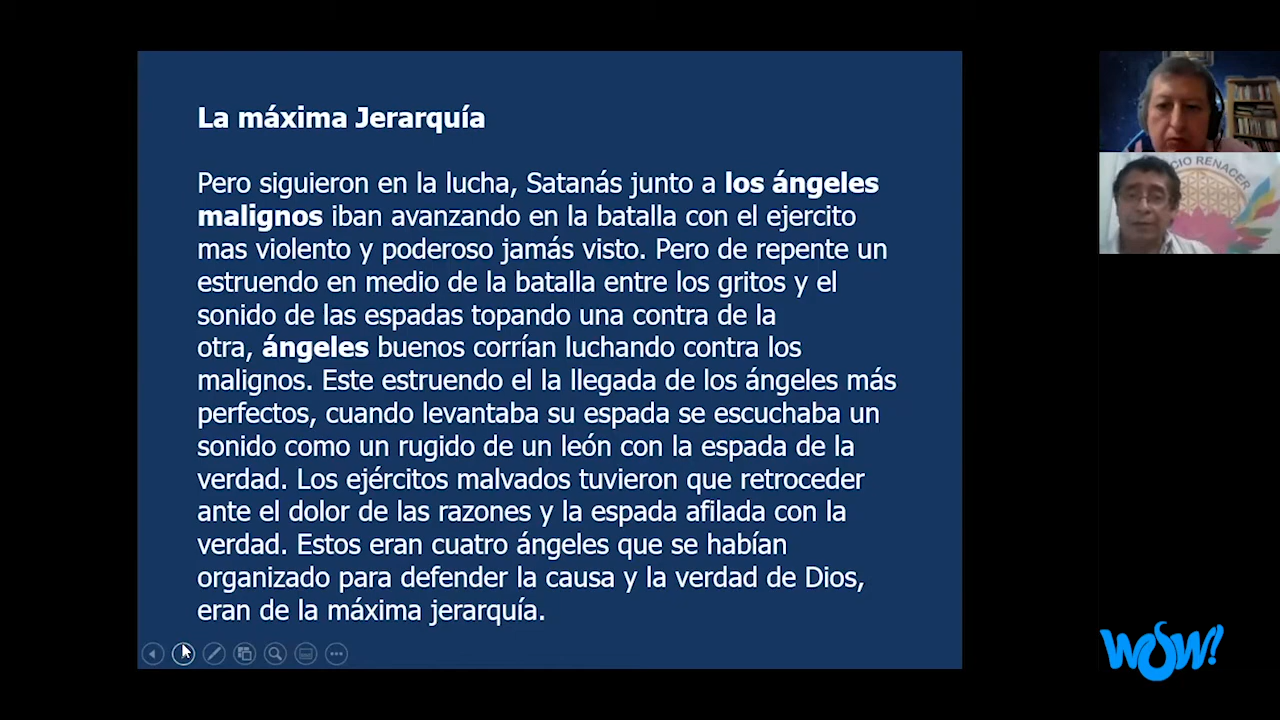 La máxima Jerarquía
Pero siguieron en la lucha, Satanás junto a los ángeles
malignos iban avanzando en la batalla con el ejercito
mas violento y poderoso jamás visto. Pero de repente un
estruendo en medio de la batalla entre los gritos y el
sonido de las espadas topando una contra de la
otra, ángeles buenos corrían luchando contra los
malignos. Este estruendo el la llegada de los ángeles más
perfectos, cuando levantaba su espada se escuchaba un
sonido como un rugido de un león con la espada de la
verdad. Los ejércitos malvados tuvieron que retroceder
ante el dolor de las razones y la espada afilada con la
verdad. Estos eran cuatro ángeles que se habían
organizado para defender la causa y la verdad de Dios,
eran de la máxima jerarquía.
CIO RENACER
WOW!